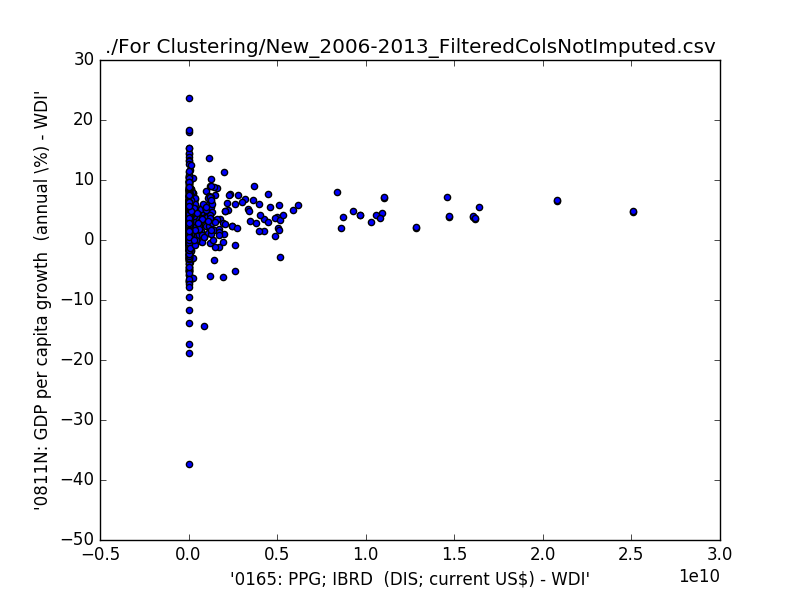 ./For Clustering/New_2006-2013_FilteredColsNotImputed.csv
30
20
10
0
−10
−20
−30
−40
−50
'0811N: GDP per capita growth  (annual \%) - WDI'
−0.5 0.0 0.5 1.0 1.5 2.0 2.5 3.0
1e10
'0165: PPG; IBRD  (DIS; current US$) - WDI'